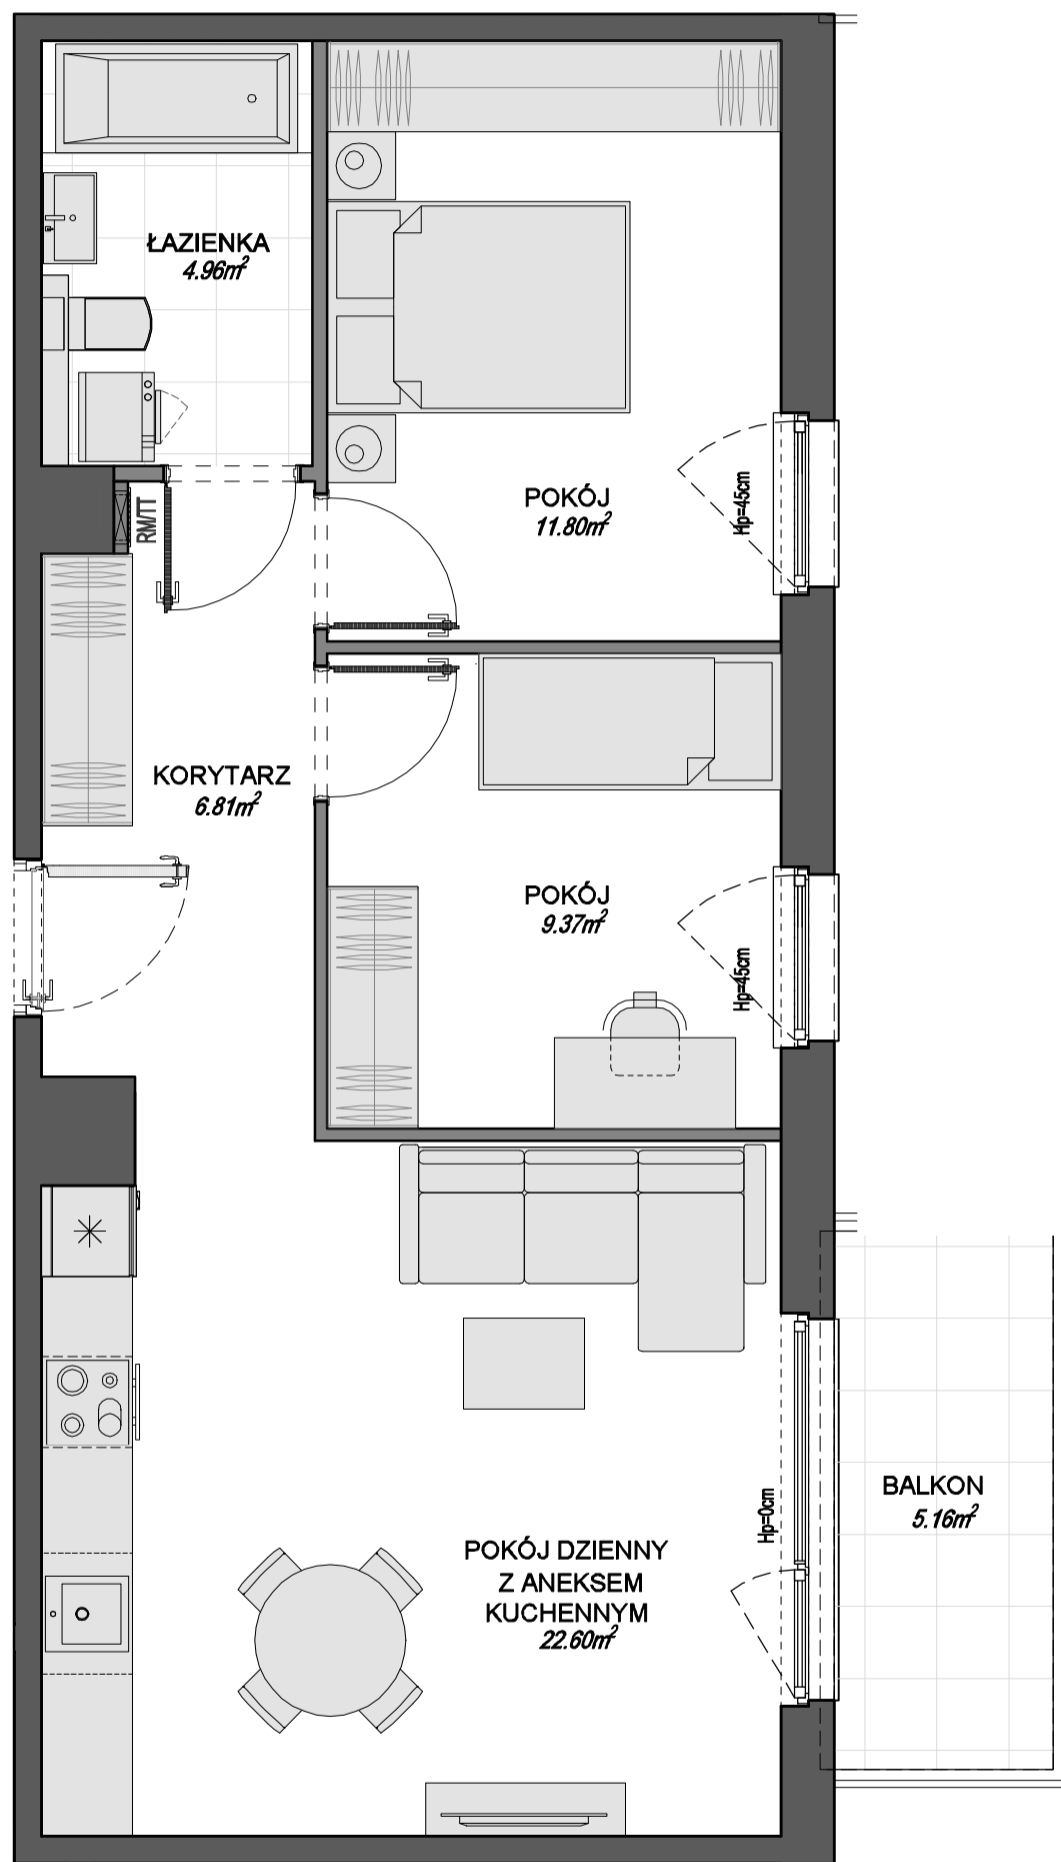 ŁAZIENKA
4.96m²
RM/TT
POKÓJ
11.80m²
Hp=45cm
KORYTARZ
6.81m²
POKÓJ
9.37m²
Hp=45cm
POKÓJ DZIENNY
Z ANEKSEM
KUCHENNYM
22.60m²
Hp=0cm
BALKON
5.16m²